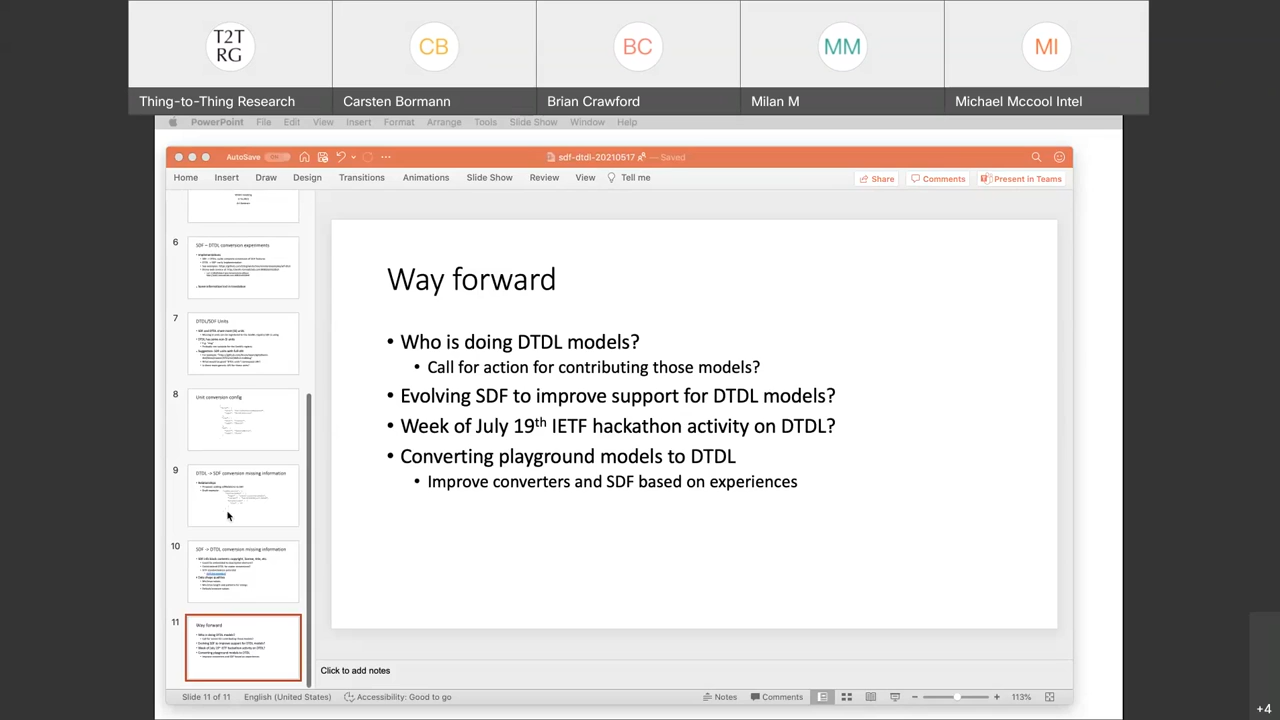 T2T
RG
CB
BC
MM
MI
Thing-to-Thing Research
Carsten Bormann
Brian Crawford
Milan M
Michael Mccool Intel
PowerPoint File Edit View Insert Format Arrange Tools Slide Show Window Help
AutoSave
sdf-dtdl-20210517 — Saved
Home Insert Draw Design Transitions Animations Slide Show Review View Tell me
Share Comments Present in Teams
6
SDF – DTDL conversion experiments
7
DTDL/SDF Units
8
Unit conversion config
9
DTDL -> SDF conversion missing information
10
SDF -> DTDL conversion missing information
11
Way forward
Way forward
• Who is doing DTDL models?
• Call for action for contributing those models?
• Evolving SDF to improve support for DTDL models?
• Week of July 19th IETF hackathon activity on DTDL?
• Converting playground models to DTDL
• Improve converters and SDF based on experiences
Click to add notes
Slide 11 of 11 English (United States) Accessibility: Good to go
Notes Comments 113%
+4